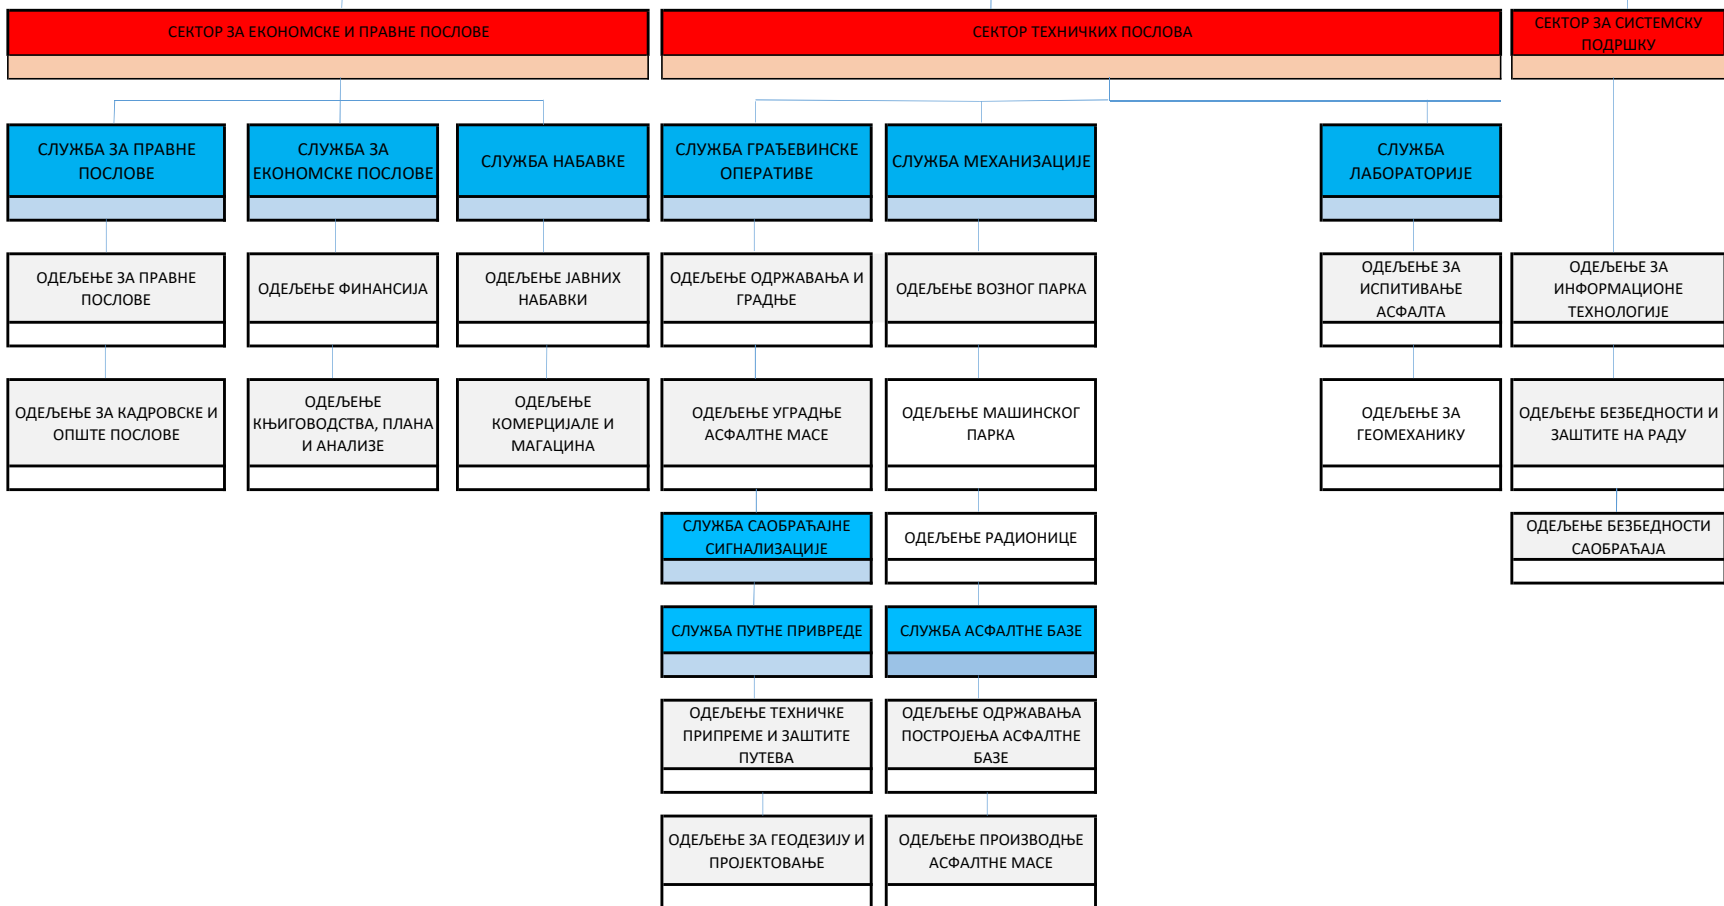 СЕКТОР ЗА ЕКОНОМСКЕ И ПРАВНЕ ПОСЛОВЕ
СЕКТОР ТЕХНИЧКИХ ПОСЛОВА
СЕКТОР ЗА СИСТЕМСКУ
ПОДРШКУ
СЛУЖБА ЗА ПРАВНЕ
ПОСЛОВЕ
СЛУЖБА ЗА
ЕКОНОМСКЕ ПОСЛОВЕ
СЛУЖБА НАБАВКЕ
СЛУЖБА ГРАЂЕВИНСКЕ
ОПЕРАТИВЕ
СЛУЖБА МЕХАНИЗАЦИЈЕ
СЛУЖБА
ЛАБОРАТОРИЈЕ
ОДЕЉЕЊЕ ЗА ПРАВНЕ
ПОСЛОВЕ
ОДЕЉЕЊЕ ФИНАНСИЈА
ОДЕЉЕЊЕ ЈАВНИХ
НАБАВКИ
ОДЕЉЕЊЕ ОДРЖАВАЊА И
ГРАДЊЕ
ОДЕЉЕЊЕ ВОЗНОГ ПАРКА
ОДЕЉЕЊЕ ЗА
ИСПИТИВАЊЕ
АСФАЛТА
ОДЕЉЕЊЕ ЗА
ИНФОРМАЦИОНЕ
ТЕХНОЛОГИЈЕ
ОДЕЉЕЊЕ ЗА КАДРОВСКЕ И
ОПШТЕ ПОСЛОВЕ
ОДЕЉЕЊЕ
КЊИГОВОДСТВА, ПЛАНА
И АНАЛИЗЕ
ОДЕЉЕЊЕ
КОМЕРЦИЈАЛЕ И
МАГАЦИНА
ОДЕЉЕЊЕ УГРАДЊЕ
АСФАЛТНЕ МАСЕ
ОДЕЉЕЊЕ МАШИНСКОГ
ПАРКА
ОДЕЉЕЊЕ ЗА
ГЕОМЕХАНИКУ
ОДЕЉЕЊЕ БЕЗБЕДНОСТИ И
ЗАШТИТЕ НА РАДУ
СЛУЖБА САОБРАЋАЈНЕ
СИГНАЛИЗАЦИЈЕ
ОДЕЉЕЊЕ РАДИОНИЦЕ
ОДЕЉЕЊЕ БЕЗБЕДНОСТИ
САОБРАЋАЈА
СЛУЖБА ПУТНЕ ПРИВРЕДЕ
СЛУЖБА АСФАЛТНЕ БАЗЕ
ОДЕЉЕЊЕ ТЕХНИЧКЕ
ПРИПРЕМЕ И ЗАШТИТЕ
ПУТЕВА
ОДЕЉЕЊЕ ОДРЖАВАЊА
ПОСТРОЈЕЊА АСФАЛТНЕ
БАЗЕ
ОДЕЉЕЊЕ ЗА ГЕОДЕЗИЈУ И
ПРОЈЕКТОВАЊЕ
ОДЕЉЕЊЕ ПРОИЗВОДЊЕ
АСФАЛТНЕ МАСЕ